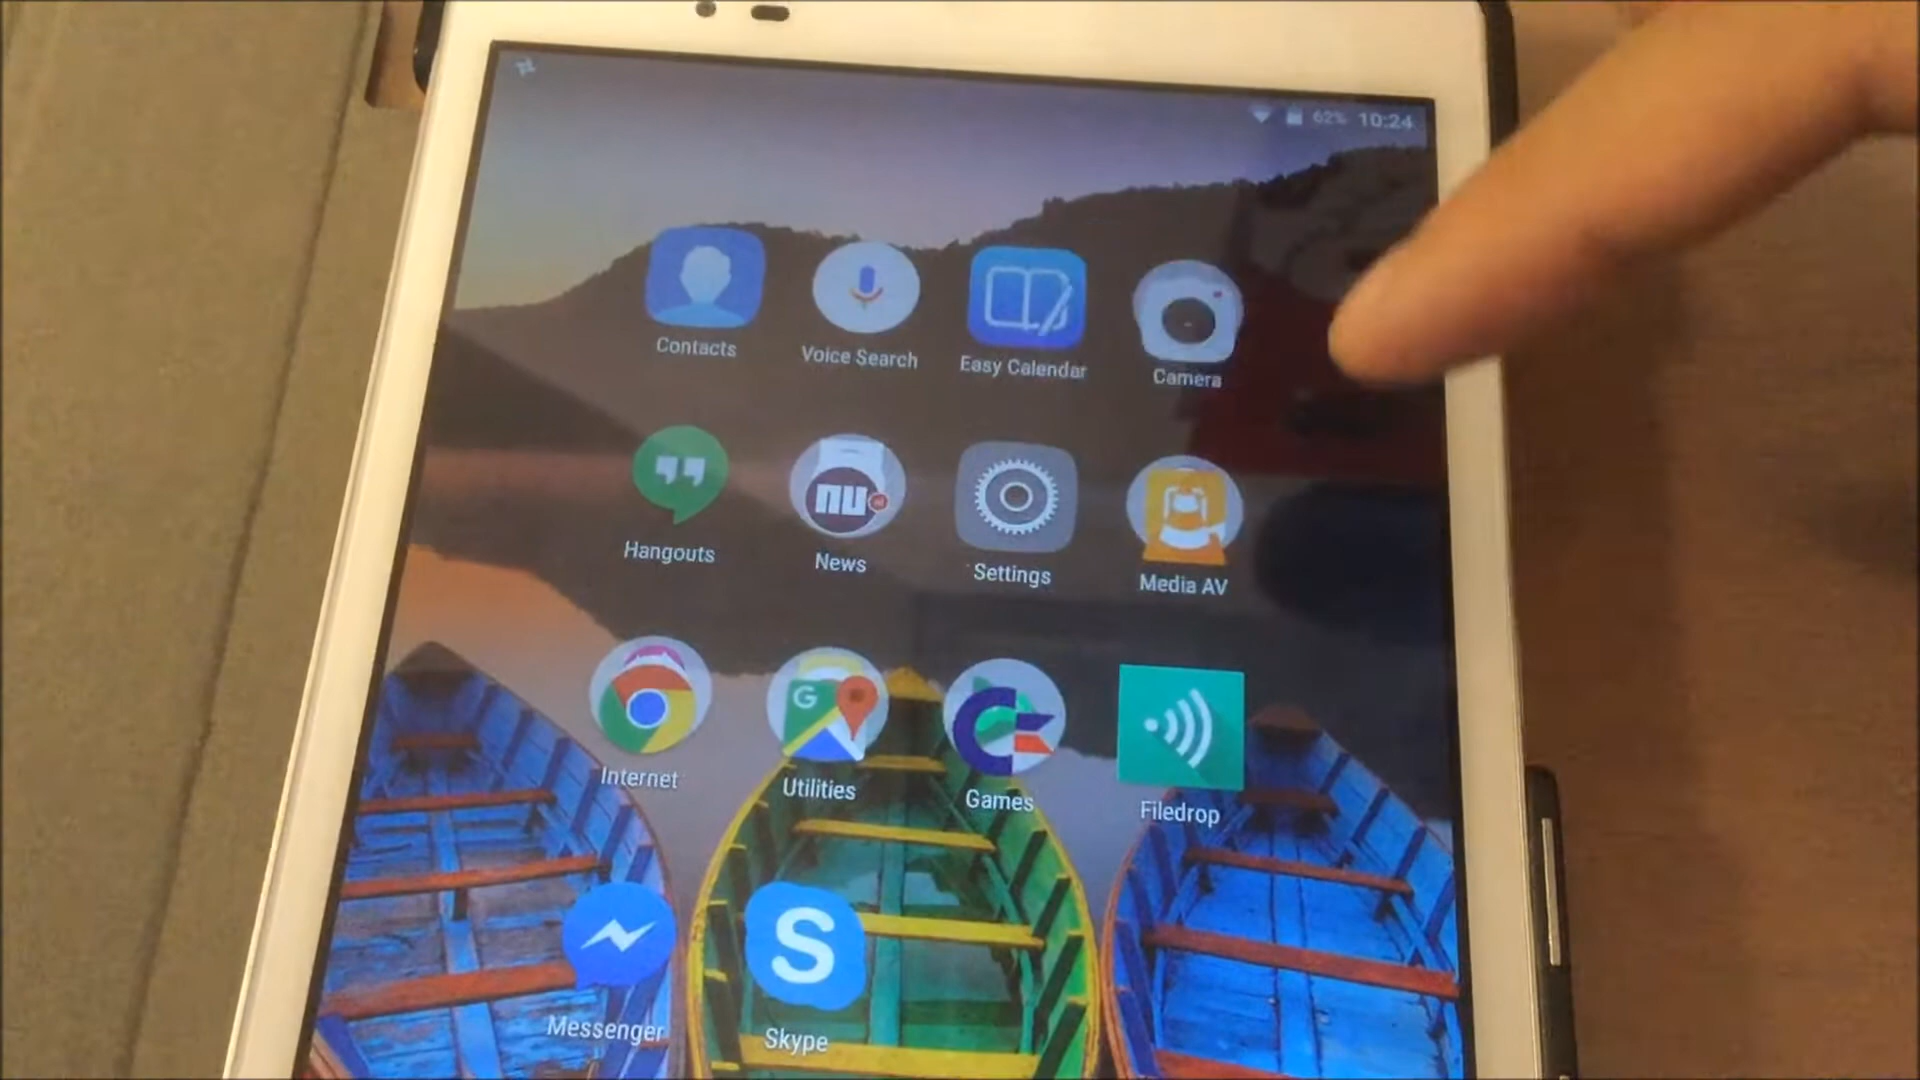 62% 10:24
Contacts Voice Search Easy Calendar Camera
nu
Hangouts News Settings Media AV
G
Internet Utilities Games Filedrop
S
Messenger Skype